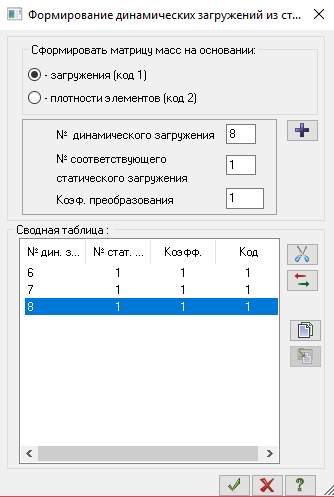 Формирование динамических загружений из ст...
Сформировать матрицу масс на основании:
- загружения (код 1)
- плотности элементов (код 2)
№ динамического загружения 8
№ соответствующего статического загружения 1
Коэф. преобразования 1
Сводная таблица :
№ дин. з... № стат. ... Коэфф. Код
6 1 1 1
7 1 1 1
8 1 1 1